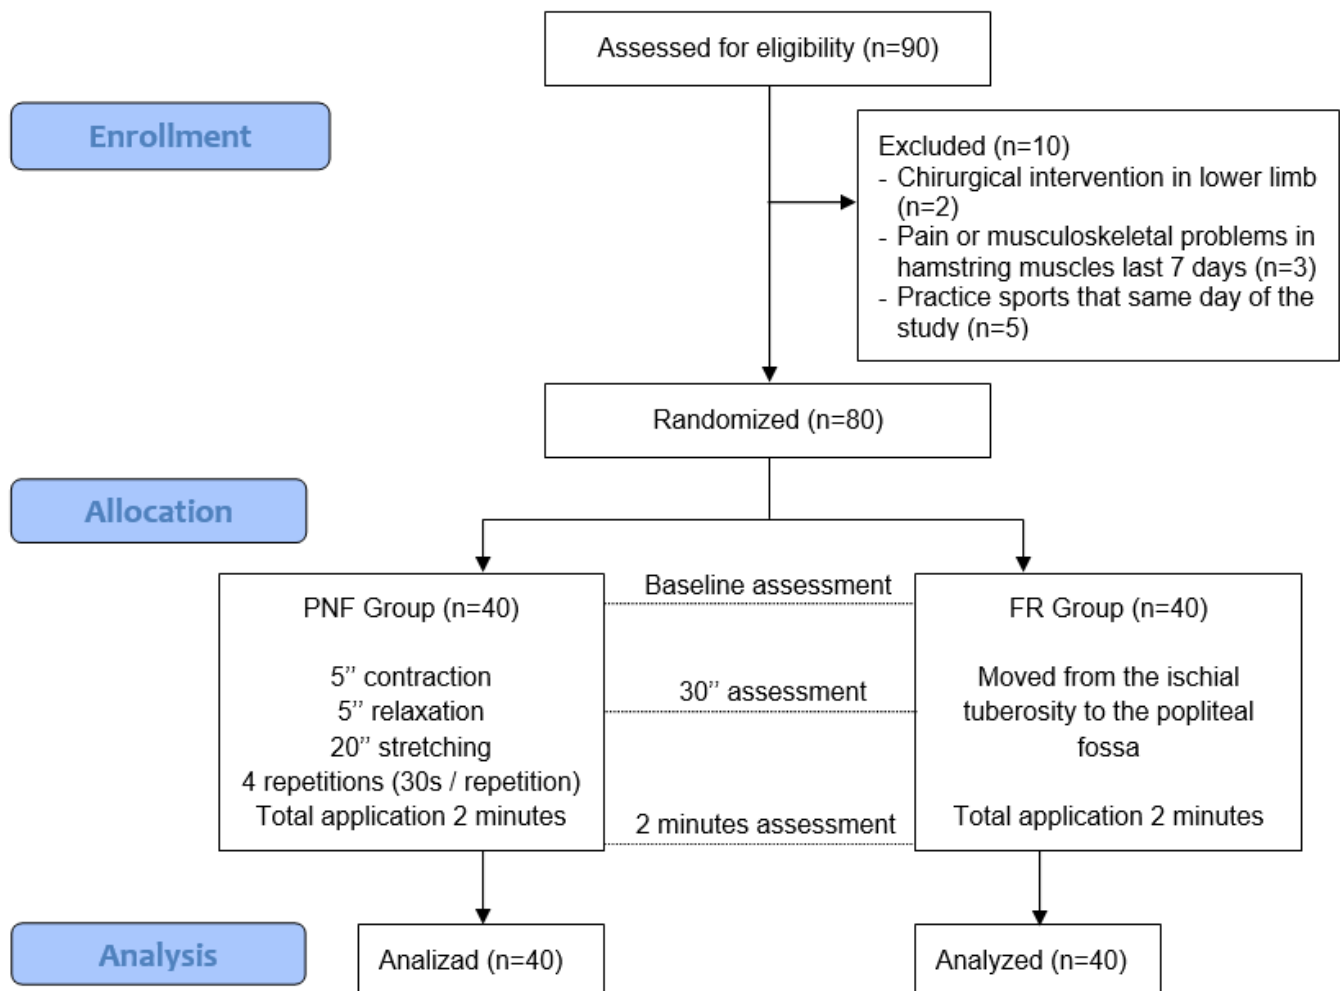 Assessed for eligibility (n=90)
Enrollment
Excluded (n=10)
- Chirurgical intervention in lower limb
(n=2)
- Pain or musculoskeletal problems in
hamstring muscles last 7 days (n=3)
- Practice sports that same day of the
study (n=5)
Randomized (n=80)
Allocation
PNF Group (n=40)
5’’ contraction
5’’ relaxation
20’’ stretching
4 repetitions (30s / repetition)
Total application 2 minutes
Baseline assessment
30’’ assessment
2 minutes assessment
FR Group (n=40)
Moved from the ischial
tuberosity to the popliteal
fossa
Total application 2 minutes
Analysis
Analizad (n=40)
Analyzed (n=40)